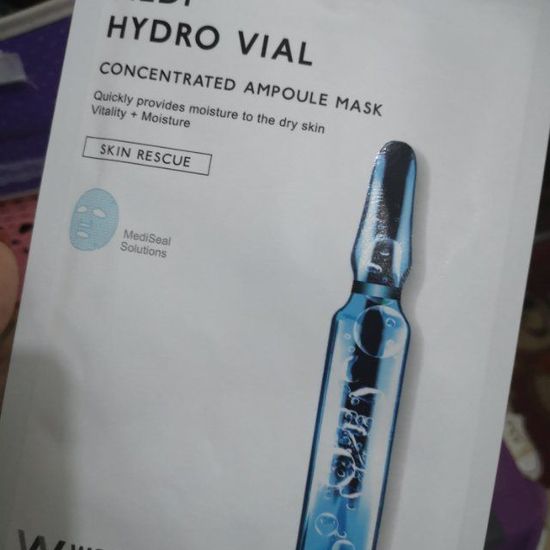 HYDRO VIAL
CONCENTRATED AMPOULE MASK
Quickly provides moisture to the dry skin
Vitality + Moisture
SKIN RESCUE
MediSeal
Solutions